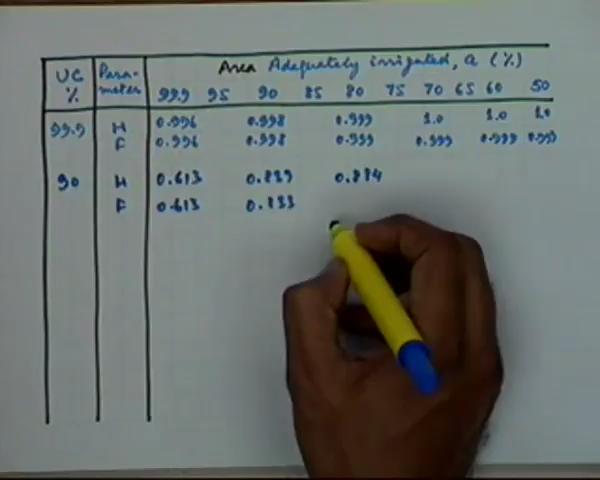 UC % Para- meter Area Adequately irrigated, a (%)
99.9 95 90 85 80 75 70 65 60 50
99.9 H 0.996 0.998 0.999 1.0 1.0 1.0
F 0.996 0.998 0.999 0.999 0.999 0.999
90 H 0.613 0.839 0.884
F 0.613 0.833